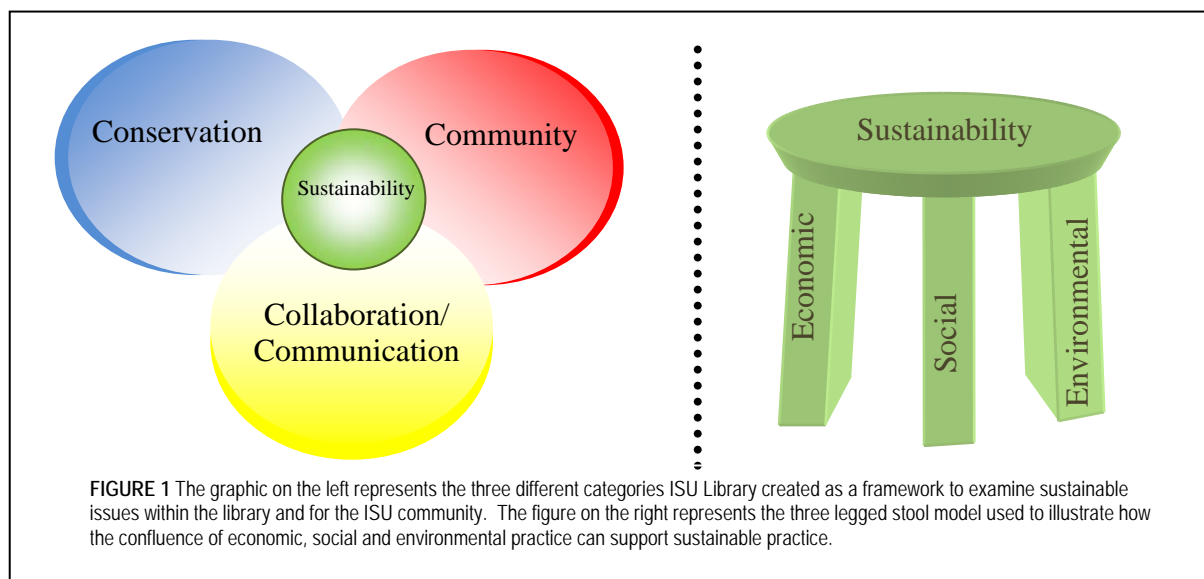 Conservation
Community
Sustainability
Collaboration/
Communication
Sustainability
Economic
Social
Environmental
FIGURE 1 The graphic on the left represents the three different categories ISU Library created as a framework to examine sustainable
issues within the library and for the ISU community. The figure on the right represents the three legged stool model used to illustrate how
the confluence of economic, social and environmental practice can support sustainable practice.